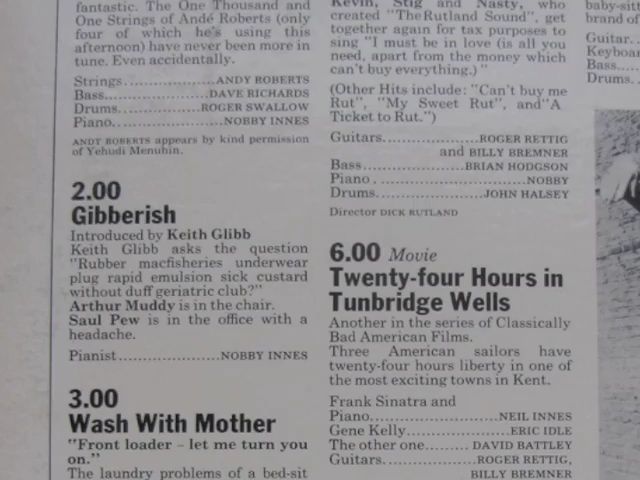 fantastic. The One Thousand and
One Strings of Andé Roberts (only
four of which he's using this
afternoon) have never been more in
tune. Even accidentally.
Strings..............................ANDY ROBERTS
Bass..................................DAVE RICHARDS
Drums..........................ROGER SWALLOW
Piano..............................NOBBY INNES
ANDY ROBERTS appears by kind permission
of Yehudi Menuhin.
2.00
Gibberish
Introduced by Keith Glibb
Keith Glibb asks the question
"Rubber macfisheries underwear
plug rapid emulsion sick custard
without duff geriatric club?"
Arthur Muddy is in the chair.
Saul Pew is in the office with a
headache.
Pianist..............................NOBBY INNES
3.00
Wash With Mother
"Front loader – let me turn you
on."
The laundry problems of a bed-sit
Kevin, Stig and Nasty, who
created "The Rutland Sound", get
together again for tax purposes to
sing "I must be in love (is all you
need, apart from the money which
can't buy everything.)"
(Other Hits include: "Can't buy me
Rut", "My Sweet Rut", and "A
Ticket to Rut.")
Guitars..............................ROGER RETTIG
and BILLY BREMNER
Bass..............................BRIAN HODGSON
Piano..............................NOBBY
Drums..............................JOHN HALSEY
Director DICK RUTLAND
6.00 Movie
Twenty-four Hours in
Tunbridge Wells
Another in the series of Classically
Bad American Films.
Three American sailors have
twenty-four hours liberty in one of
the most exciting towns in Kent.
Frank Sinatra and
Piano..............................NEIL INNES
Gene Kelly..............................ERIC IDLE
The other one..............DAVID BATTLEY
Guitars..............................ROGER RETTIG,
BILLY BREMNER
baby-sitt
brand of
Guitar..
Keyboar
Bass.....
Drums.